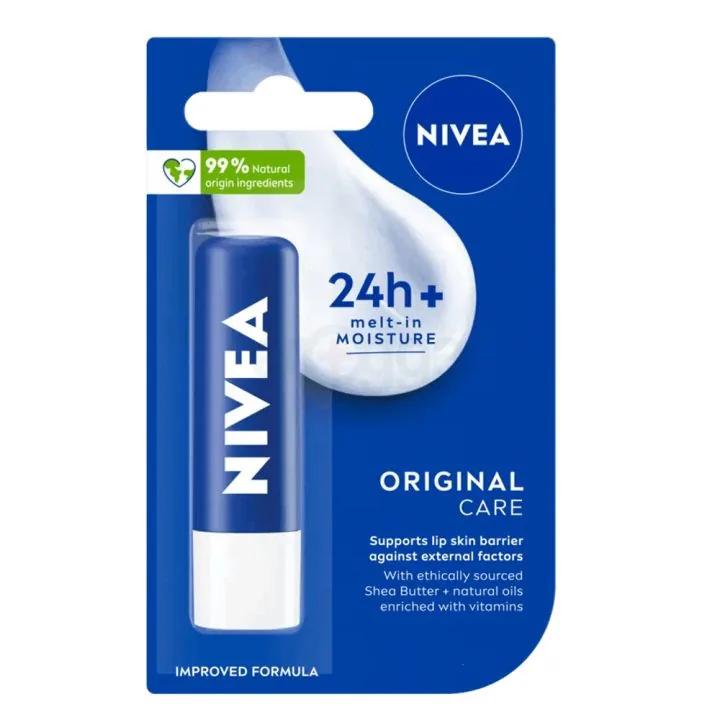 NIVEA
99% Natural
origin ingredients
24h+
melt-in
MOISTURE
NIVEA
ORIGINAL
CARE
Supports lip skin barrier
against external factors
With ethically sourced
Shea Butter + natural oils
enriched with vitamins
IMPROVED FORMULA